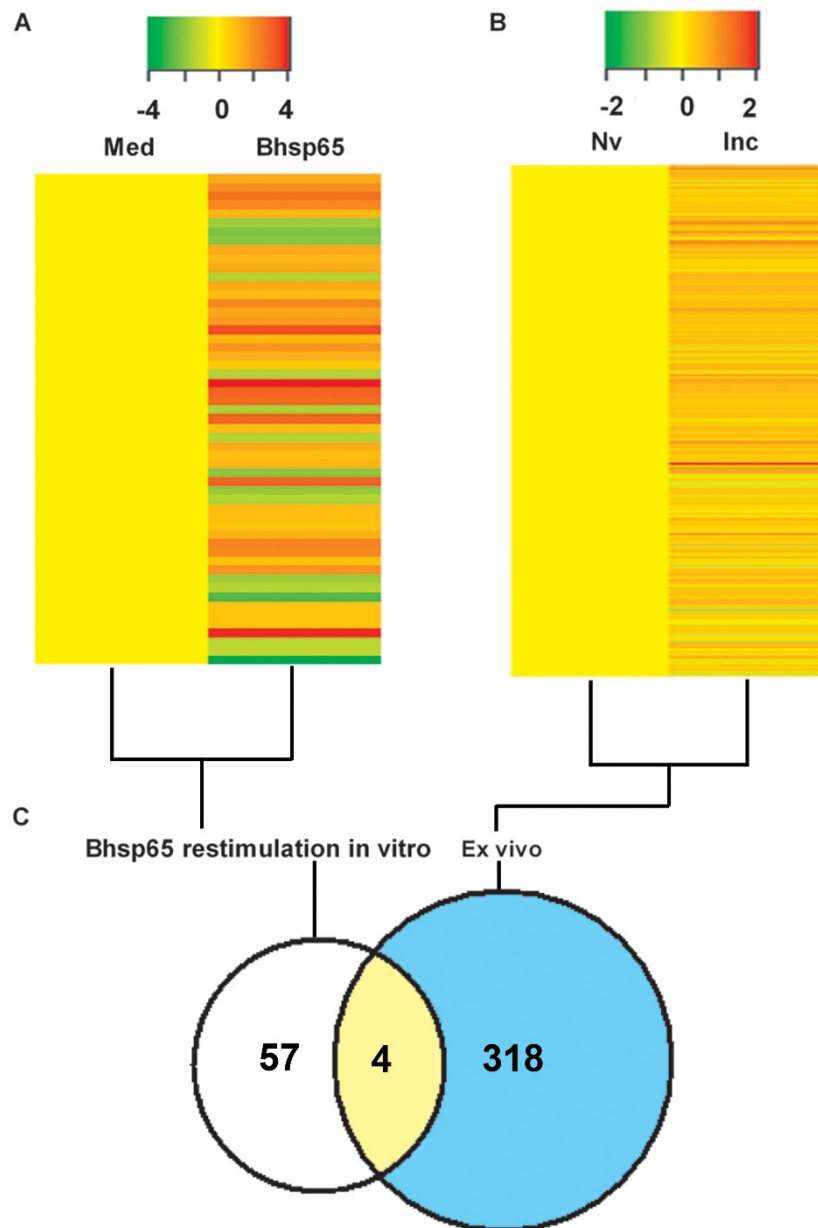 A
-4 0 4
Med Bhsp65
B
-2 0 2
Nv Inc
C
Bhsp65 restimulation in vitro
Ex vivo
57 4 318